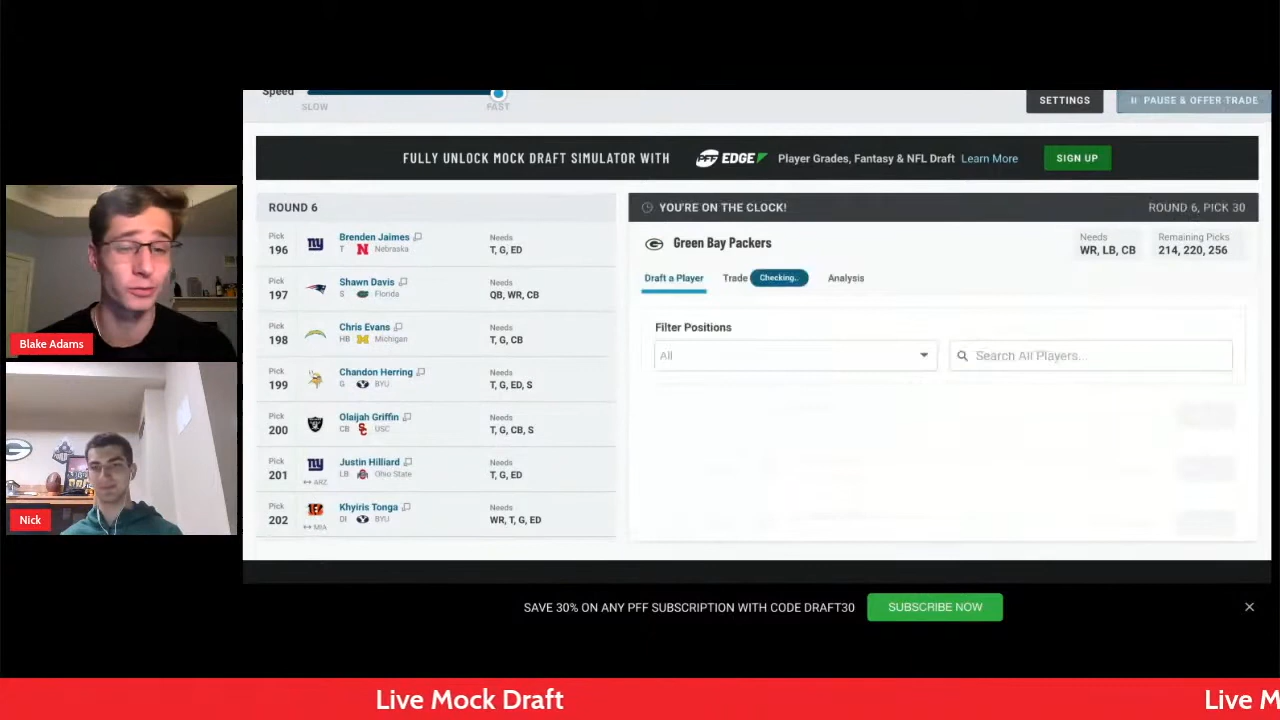 Speed
SLOW
FAST
SETTINGS
PAUSE & OFFER TRADE
FULLY UNLOCK MOCK DRAFT SIMULATOR WITH
PFF EDGE
Player Grades, Fantasy & NFL Draft Learn More
SIGN UP
ROUND 6
Pick
196
ny
Brenden Jaimes
T N Nebraska
Needs
T, G, ED
Pick
197
Shawn Davis
S Florida
Needs
QB, WR, CB
Pick
198
Chris Evans
HB M Michigan
Needs
T, G, CB
Pick
199
Chandon Herring
G BYU
Needs
T, G, ED, S
Pick
200
Olaijah Griffin
CB SC USC
Needs
T, G, CB, S
Pick
201
ny
↔ ARZ
Justin Hilliard
LB Ohio State
Needs
T, G, ED
Pick
202
↔ MIA
Khyiris Tonga
DI BYU
Needs
WR, T, G, ED
YOU'RE ON THE CLOCK!
ROUND 6, PICK 30
G
Green Bay Packers
Needs
WR, LB, CB
Remaining Picks
214, 220, 256
Draft a Player
Trade
Checking..
Analysis
Filter Positions
All
Search All Players...
Blake Adams
Nick
SAVE 30% ON ANY PFF SUBSCRIPTION WITH CODE DRAFT30
SUBSCRIBE NOW
Live Mock Draft
Live M